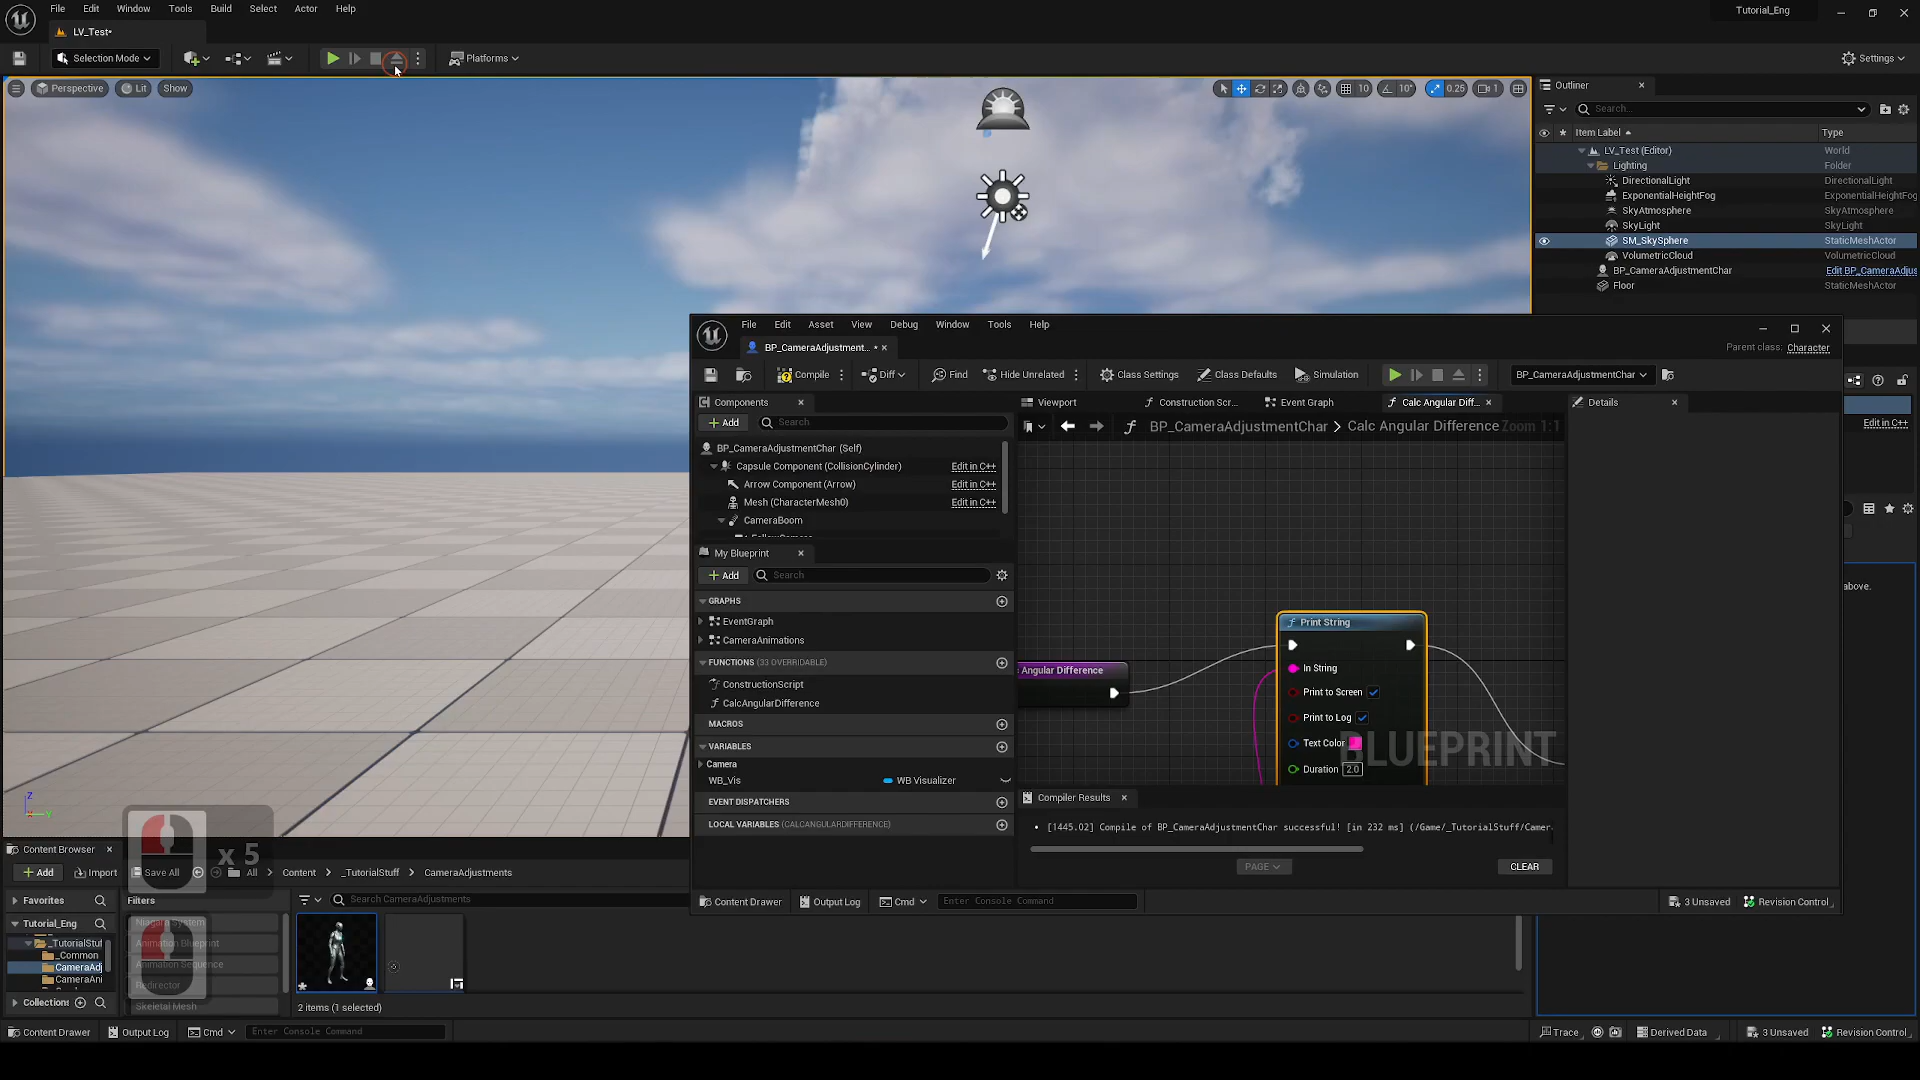 File Edit Window Tools Build Select Actor Help
Tutorial_Eng
LV_Test*
Selection Mode
Platforms
Settings
Perspective
Lit
Show
10
10°
0.25
1
Outliner
Search...
Item Label
Type
LV_Test (Editor)
World
Lighting
Folder
DirectionalLight
DirectionalLight
ExponentialHeightFog
ExponentialHeightFog
SkyAtmosphere
SkyAtmosphere
SkyLight
SkyLight
SM_SkySphere
StaticMeshActor
VolumetricCloud
VolumetricCloud
BP_CameraAdjustmentChar
Edit BP_CameraAdjus
Floor
StaticMeshActor
File Edit Asset View Debug Window Tools Help
BP_CameraAdjustment... *
Parent class: Character
Compile
Diff
Find
Hide Unrelated
Class Settings
Class Defaults
Simulation
BP_CameraAdjustmentChar
Components
Viewport
Construction Scr...
Event Graph
Calc Angular Diff...
Details
+ Add
Search
BP_CameraAdjustmentChar > Calc Angular Difference
Zoom 1:1
Edit in C++
BP_CameraAdjustmentChar (Self)
Capsule Component (CollisionCylinder)
Edit in C++
Arrow Component (Arrow)
Edit in C++
Mesh (CharacterMesh0)
Edit in C++
CameraBoom
My Blueprint
+ Add
Search
above.
GRAPHS
EventGraph
CameraAnimations
FUNCTIONS (33 OVERRIDABLE)
ConstructionScript
CalcAngularDifference
MACROS
VARIABLES
Camera
WB_Vis
WB Visualizer
EVENT DISPATCHERS
LOCAL VARIABLES (CALCANGULARDIFFERENCE)
Angular Difference
Print String
In String
Print to Screen
Print to Log
Text Color
Duration
2.0
BLUEPRINT
Compiler Results
[1445.02] Compile of BP_CameraAdjustmentChar successful! [in 232 ms] (/Game/_TutorialStuff/Camer
PAGE
CLEAR
Content Drawer
Output Log
Cmd
Enter Console Command
3 Unsaved
Revision Control
Z
Y
x 5
Content Browser
+ Add
Import
Save All
All > Content > _TutorialStuff > CameraAdjustments
Favorites
Filters
Search CameraAdjustments
Tutorial_Eng
Niagara System
_TutorialStuf
Animation Blueprint
_Common
CameraAdj
Animation Sequence
CameraAni
Redirector
Collections
Skeletal Mesh
2 items (1 selected)
Content Drawer
Output Log
Cmd
Enter Console Command
Trace
Derived Data
3 Unsaved
Revision Control